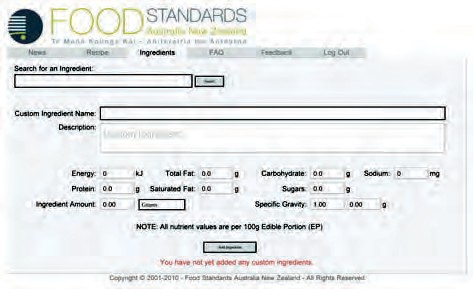 FOOD STANDARDS
Australia New Zealand
Te Mana Kounga Kai - Ahitereiria me Aotearoa
News Recipe Ingredients FAQ Feedback Log Out
Search for an Ingredient:
Search
Custom Ingredient Name:
Description: Custom Ingredient
Energy: 0 kJ Total Fat: 0.0 g Carbohydrate: 0.0 g Sodium: 0 mg
Protein: 0.0 g Saturated Fat: 0.0 g Sugars: 0.0 g
Ingredient Amount: 0.00 Grams Specific Gravity: 1.00 0.00 g
NOTE: All nutrient values are per 100g Edible Portion (EP)
Add Ingredient
You have not yet added any custom ingredients.
Copyright © 2001-2010 - Food Standards Australia New Zealand - All Rights Reserved